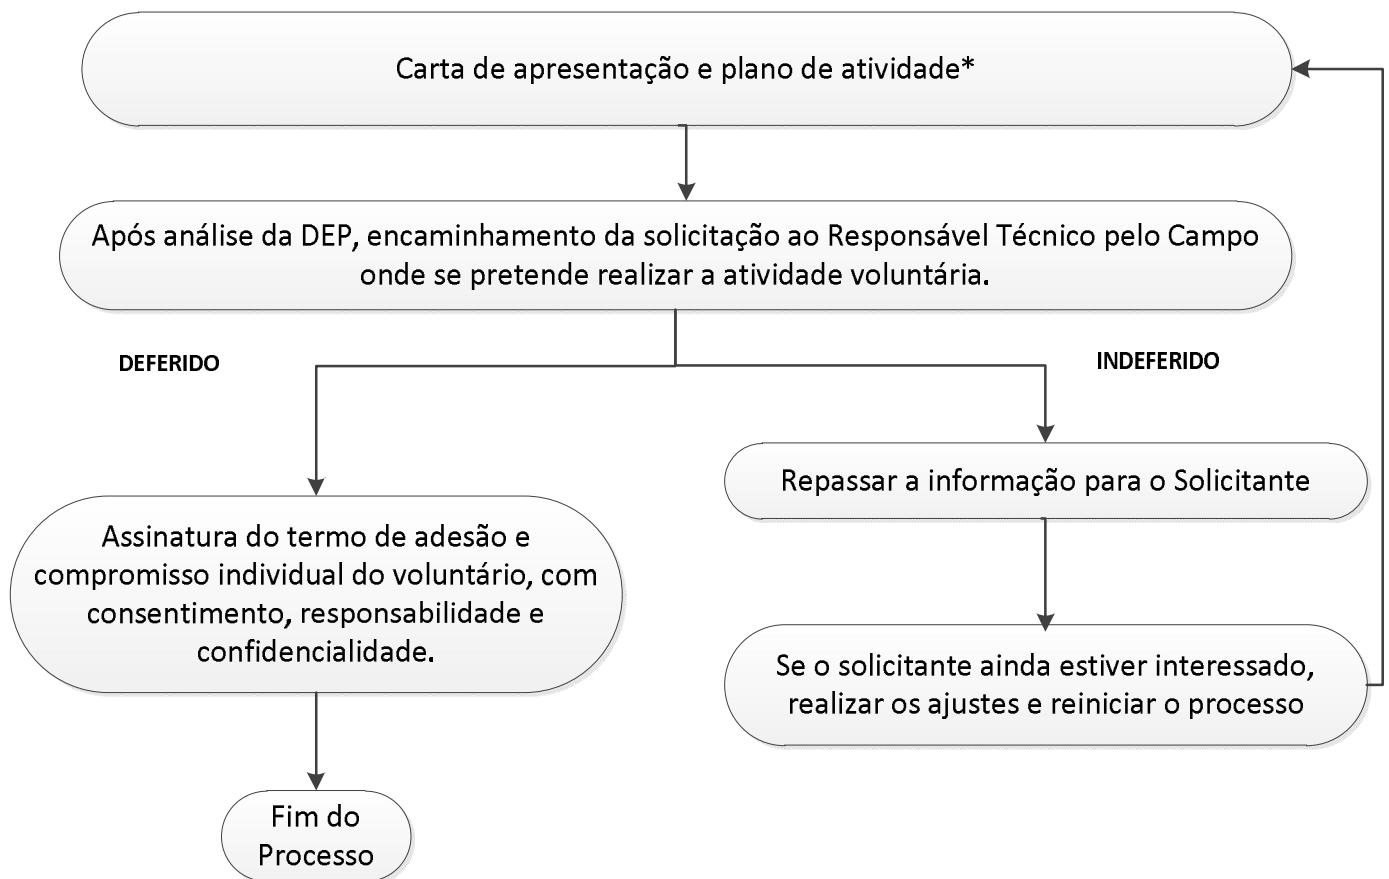 Carta de apresentação e plano de atividade*
Após análise da DEP, encaminhamento da solicitação ao Responsável Técnico pelo Campo
onde se pretende realizar a atividade voluntária.
DEFERIDO
INDEFERIDO
Repassar a informação para o Solicitante
Assinatura do termo de adesão e
compromisso individual do voluntário, com
consentimento, responsabilidade e
confidencialidade.
Se o solicitante ainda estiver interessado,
realizar os ajustes e reiniciar o processo
Fim do
Processo